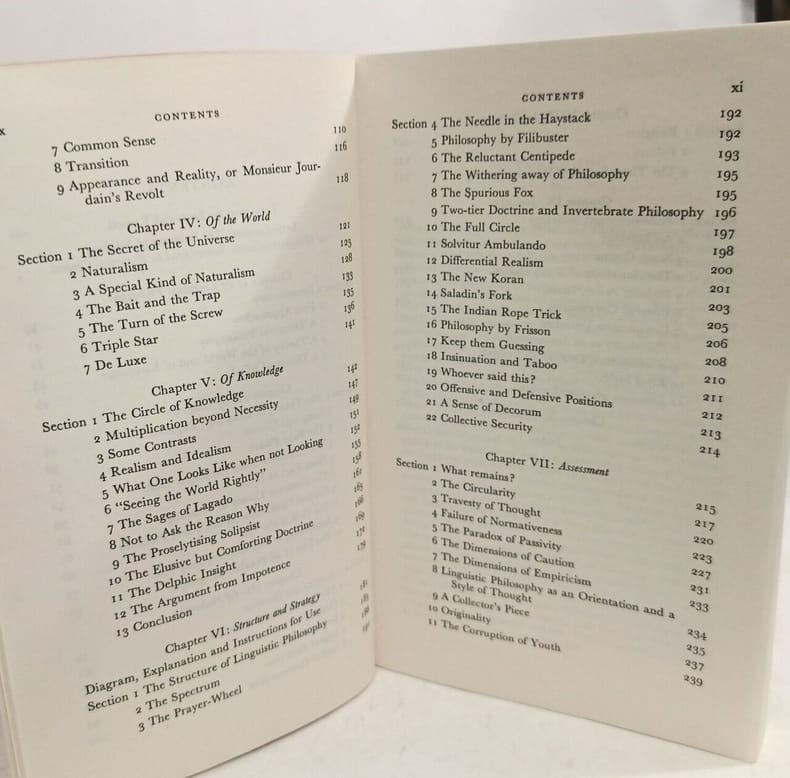 x
CONTENTS
7 Common Sense 110
8 Transition 116
9 Appearance and Reality, or Monsieur Jour-
dain's Revolt 118
Chapter IV: Of the World
Section 1 The Secret of the Universe 121
2 Naturalism 125
3 A Special Kind of Naturalism 128
4 The Bait and the Trap 133
5 The Turn of the Screw 135
6 Triple Star 136
7 De Luxe 141
Chapter V: Of Knowledge
Section 1 The Circle of Knowledge 142
2 Multiplication beyond Necessity 147
3 Some Contrasts 149
4 Realism and Idealism 151
5 What One Looks Like when not Looking 152
6 "Seeing the World Rightly" 155
7 The Sages of Lagado 158
8 Not to Ask the Reason Why 161
9 The Proselytising Solipsist 165
10 The Elusive but Comforting Doctrine 166
11 The Delphic Insight 169
12 The Argument from Impotence
13 Conclusion 179
Chapter VI: Structure and Strategy
Diagram, Explanation and Instructions for Use
Section 1 The Structure of Linguistic Philosophy
2 The Spectrum
3 The Prayer-Wheel
CONTENTS xi
Section 4 The Needle in the Haystack 192
5 Philosophy by Filibuster 192
6 The Reluctant Centipede 193
7 The Withering away of Philosophy 195
8 The Spurious Fox 195
9 Two-tier Doctrine and Invertebrate Philosophy 196
10 The Full Circle 197
11 Solvitur Ambulando 198
12 Differential Realism 200
13 The New Koran 201
14 Saladin's Fork 203
15 The Indian Rope Trick 205
16 Philosophy by Frisson 206
17 Keep them Guessing 208
18 Insinuation and Taboo 210
19 Whoever said this? 211
20 Offensive and Defensive Positions 212
21 A Sense of Decorum 213
22 Collective Security 214
Chapter VII: Assessment
Section 1 What remains? 215
2 The Circularity 217
3 Travesty of Thought 220
4 Failure of Normativeness 223
5 The Paradox of Passivity 227
6 The Dimensions of Caution 231
7 The Dimensions of Empiricism 233
8 Linguistic Philosophy as an Orientation and a
Style of Thought 234
9 A Collector's Piece 235
10 Originality 237
11 The Corruption of Youth 239